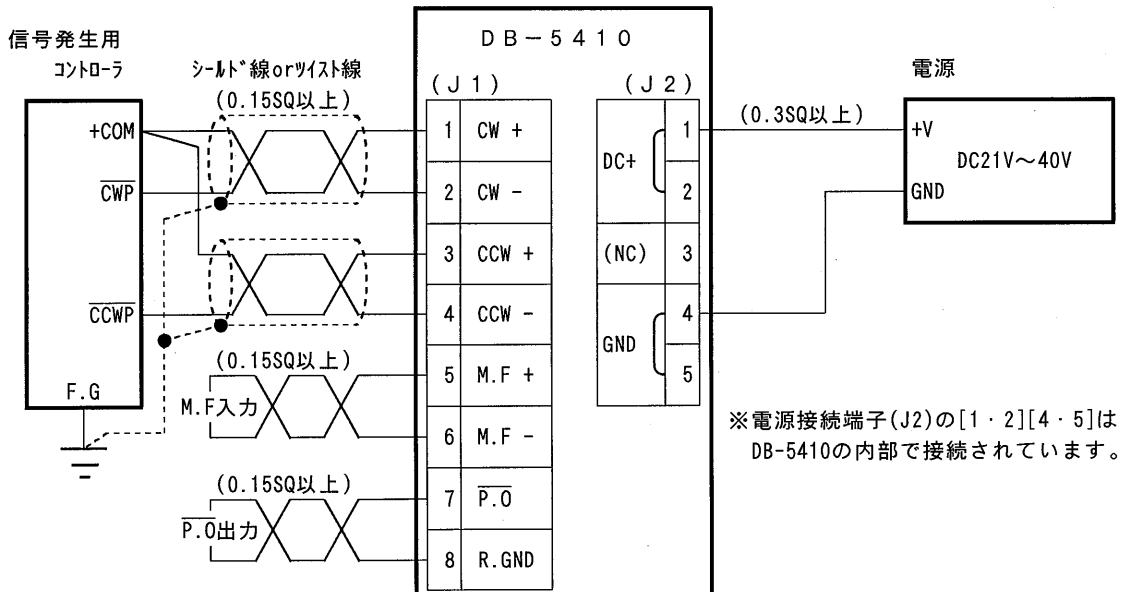 信号発生用
コントローラ
シールド線orツイスト線
(0.15SQ以上)
+COM
C̅W̅P̅
C̅C̅W̅P̅
F.G
(0.15SQ以上)
M.F入力
(0.15SQ以上)
P̅.̅O̅出力
DB-5410
(J1)
1 CW +
2 CW -
3 CCW +
4 CCW -
5 M.F +
6 M.F -
7 P̅.̅O̅
8 R.GND
(J2)
DC+
1
2
(NC) 3
GND
4
5
(0.3SQ以上)
電源
+V
GND
DC21V～40V
※電源接続端子(J2)の[1・2][4・5]は
DB-5410の内部で接続されています。